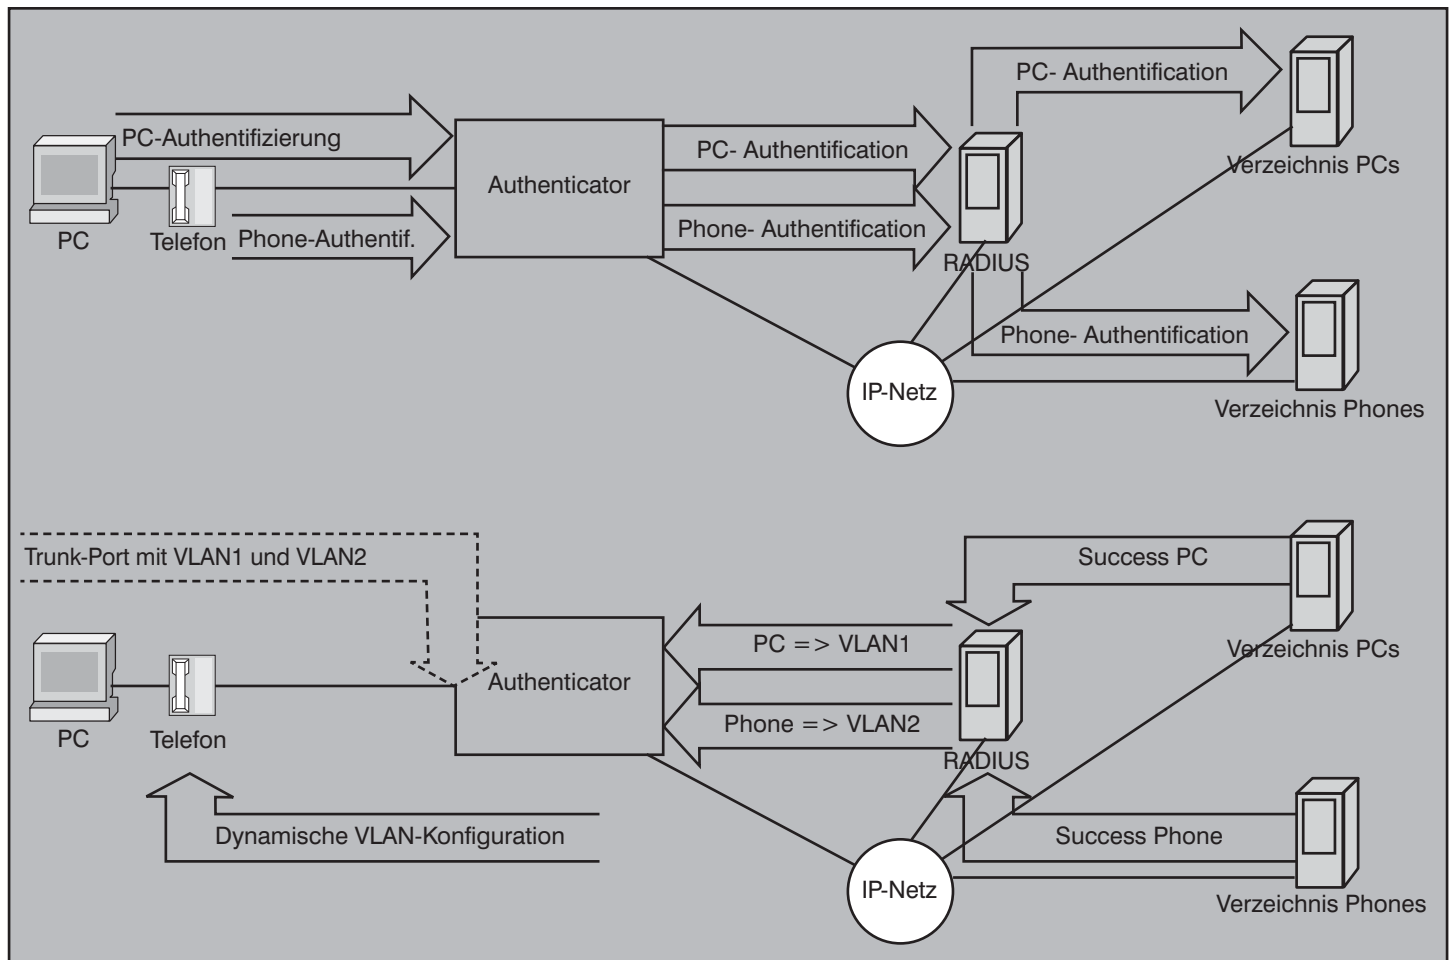 PC- Authentification
PC-Authentifizierung
PC- Authentification
Verzeichnis PCs
Authenticator
PC
Telefon
Phone-Authentif.
Phone- Authentification
RADIUS
Phone- Authentification
IP-Netz
Verzeichnis Phones
Trunk-Port mit VLAN1 und VLAN2
Success PC
PC => VLAN1
Verzeichnis PCs
Authenticator
Phone => VLAN2
PC
Telefon
RADIUS
Dynamische VLAN-Konfiguration
Success Phone
IP-Netz
Verzeichnis Phones